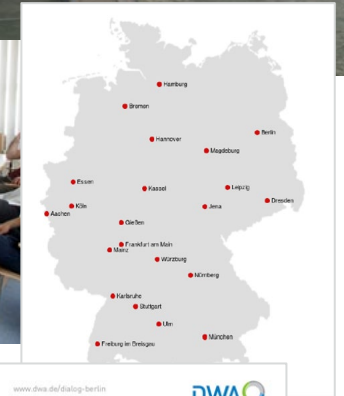 Hamburg
Bremen
Berlin
Hannover
Magdeburg
Essen
Kassel
Leipzig
Köln
Jena
Dresden
Aachen
Gießen
Frankfurt am Main
Mainz
Würzburg
Nürnberg
Karlsruhe
Stuttgart
Ulm
München
Freiburg im Breisgau
www.dwa.de/dialog-berlin
DWA